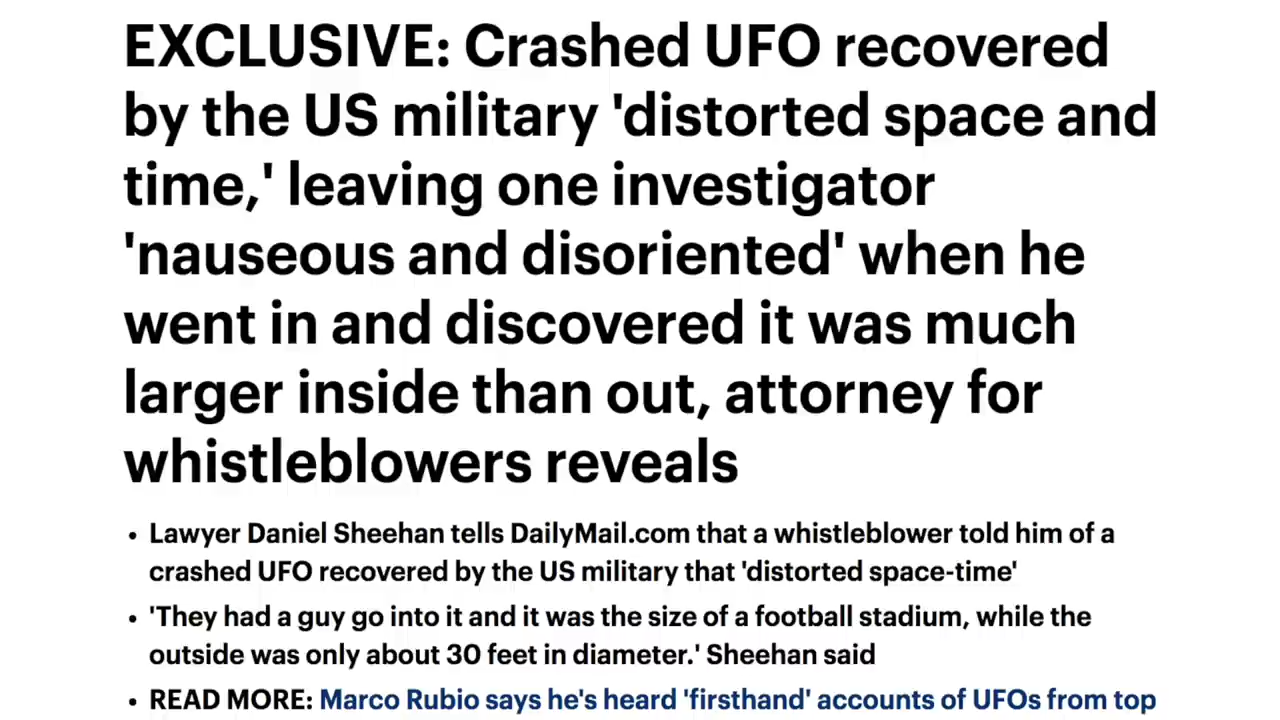 EXCLUSIVE: Crashed UFO recovered
by the US military 'distorted space and
time,' leaving one investigator
'nauseous and disoriented' when he
went in and discovered it was much
larger inside than out, attorney for
whistleblowers reveals
• Lawyer Daniel Sheehan tells DailyMail.com that a whistleblower told him of a
crashed UFO recovered by the US military that 'distorted space-time'
• 'They had a guy go into it and it was the size of a football stadium, while the
outside was only about 30 feet in diameter.' Sheehan said
• READ MORE: Marco Rubio says he's heard 'firsthand' accounts of UFOs from top